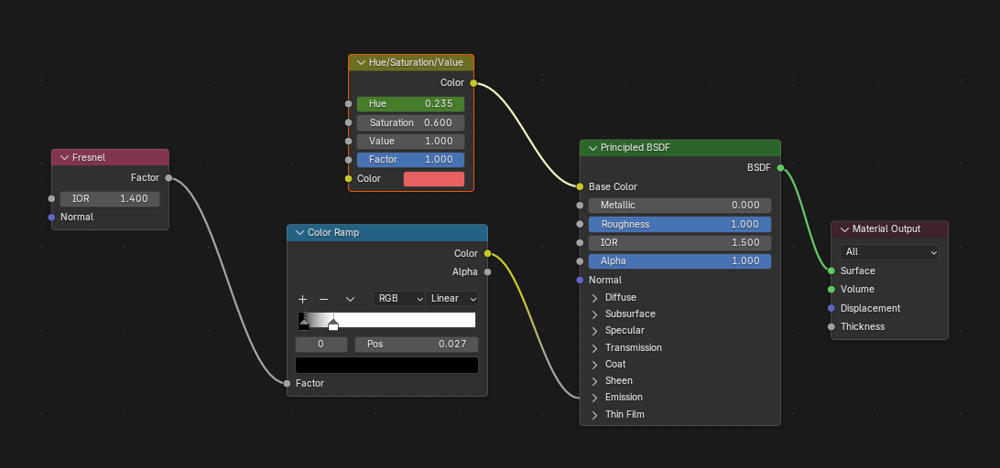 Hue/Saturation/Value
Color
Hue 0.235
Saturation 0.600
Value 1.000
Factor 1.000
Color
Fresnel
Factor
IOR 1.400
Normal
Color Ramp
Color
Alpha
RGB Linear
0 Pos 0.027
Factor
Principled BSDF
BSDF
Base Color
Metallic 0.000
Roughness 1.000
IOR 1.500
Alpha 1.000
Normal
Diffuse
Subsurface
Specular
Transmission
Coat
Sheen
Emission
Thin Film
Material Output
All
Surface
Volume
Displacement
Thickness